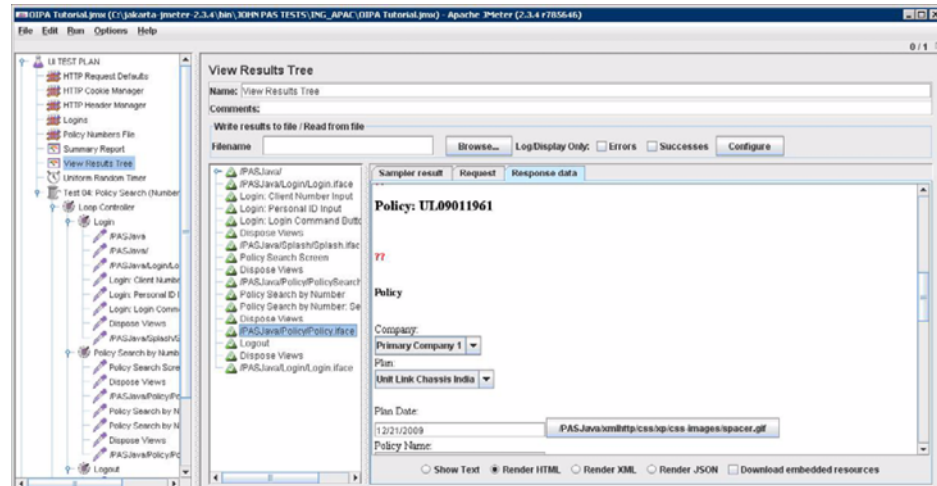 OIPA Tutorial.jmx (C:\jakarta-jmeter-2.3.4\bin\JOHN PAS TESTS\ING_APAC\OIPA Tutorial.jmx) - Apache JMeter (2.3.4 r785646)
File Edit Run Options Help
0 / 1
UI TEST PLAN
HTTP Request Defaults
HTTP Cookie Manager
HTTP Header Manager
Logins
Policy Numbers File
Summary Report
View Results Tree
Uniform Random Timer
Test 04: Policy Search (Number
Loop Controller
Login
/PASJava
/PASJava/
/PASJava/Login/Lo
Login: Client Numbe
Login: Personal ID I
Login: Login Comm
Dispose Views
/PASJava/Splash/S
Policy Search by Numb
Policy Search Scre
Dispose Views
/PASJava/Policy/Po
Policy Search by N
Policy Search by N
Dispose Views
/PASJava/Policy/Po
Logout
View Results Tree
Name: View Results Tree
Comments:
Write results to file / Read from file
Filename Browse... Log/Display Only: Errors Successes Configure
/PASJava/
/PASJava/Login/Login.iface
Login: Client Number Input
Login: Personal ID Input
Login: Login Command Butto
Dispose Views
/PASJava/Splash/Splash.ifac
Policy Search Screen
Dispose Views
/PASJava/Policy/PolicySearch
Policy Search by Number
Policy Search by Number: Se
Dispose Views
/PASJava/Policy/Policy.iface
Logout
Dispose Views
/PASJava/Login/Login.iface
Sampler result Request Response data
Policy: UL09011961
??
Policy
Company:
Primary Company 1
Plan:
Unit Link Chassis India
Plan Date:
12/21/2009 /PASJava/xmlhttp/css/xp/css-images/spacer.gif
Policy Name:
Show Text Render HTML Render XML Render JSON Download embedded resources